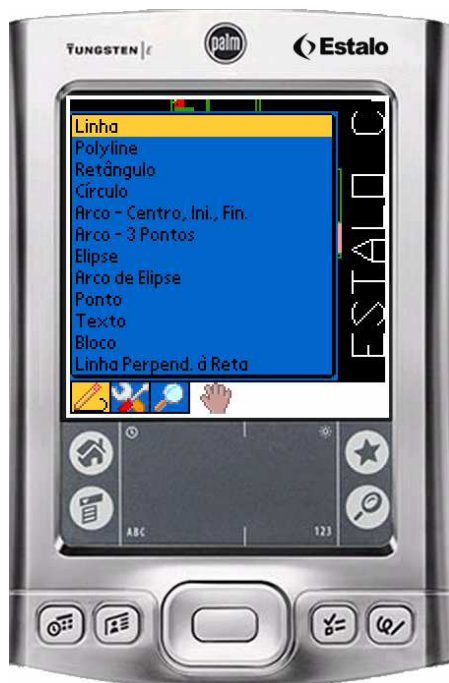 TUNGSTEN | E palm Estalo
Linha
Polyline
Retângulo
Círculo
Arco - Centro, Ini., Fin.
Arco - 3 Pontos
Elipse
Arco de Elipse
Ponto
Texto
Bloco
Linha Perpend. à Reta
ESTALO C
ABC 123